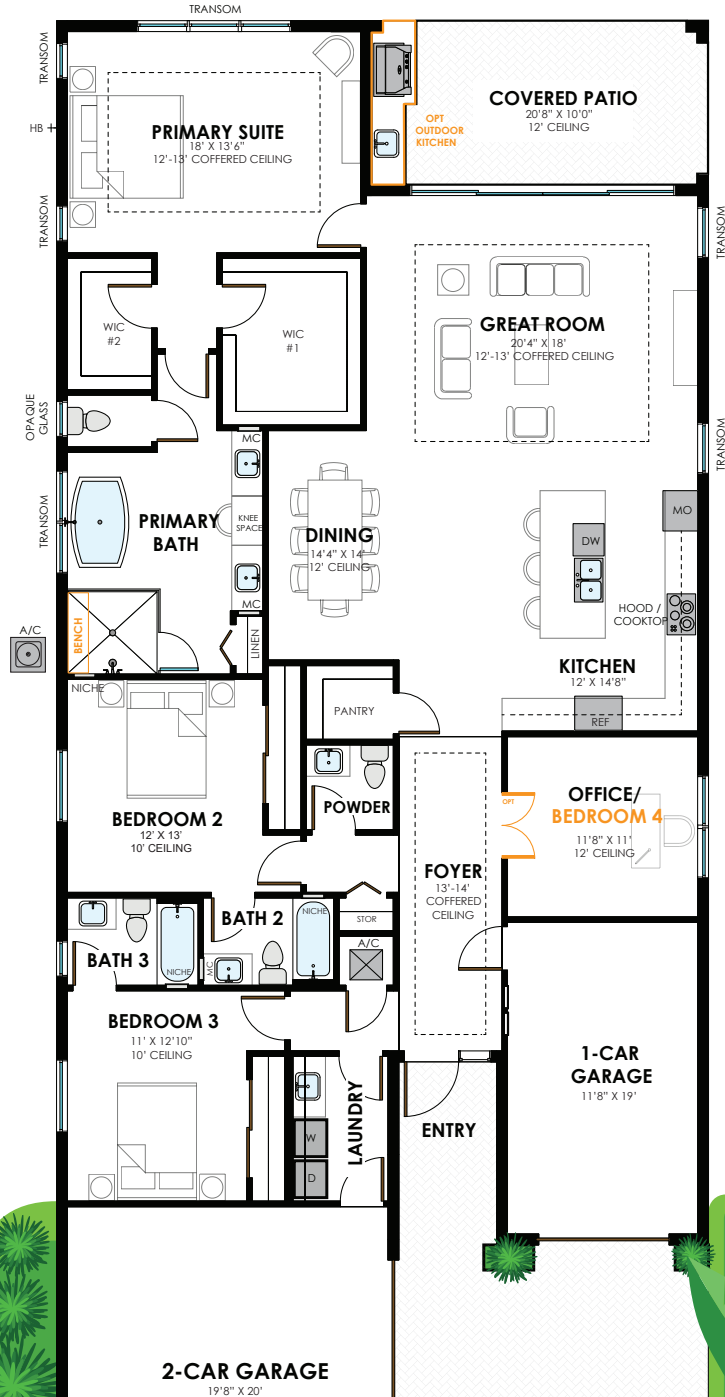 TRANSOM
TRANSOM
HB
TRANSOM
PRIMARY SUITE
18' X 13'6"
12'-13' COFFERED CEILING
OPT
OUTDOOR
KITCHEN
COVERED PATIO
20'8" X 10'0"
12' CEILING
TRANSOM
WIC
#2
WIC
#1
GREAT ROOM
20'4" X 18'
12'-13' COFFERED CEILING
TRANSOM
OPAQUE
GLASS
MC
TRANSOM
PRIMARY
BATH
KNEE
SPACE
MC
LINEN
BENCH
NICHE
A/C
DINING
14'4" X 14'
12' CEILING
MO
DW
HOOD /
COOKTOP
KITCHEN
12' X 14'8"
REF
PANTRY
POWDER
BEDROOM 2
12' X 13'
10' CEILING
OPT
OFFICE/
BEDROOM 4
11'8" X 11'
12' CEILING
FOYER
13'-14'
COFFERED
CEILING
BATH 2
NICHE
STOR
MC
BATH 3
NICHE
A/C
BEDROOM 3
11' X 12'10"
10' CEILING
LAUNDRY
W
D
ENTRY
1-CAR
GARAGE
11'8" X 19'
2-CAR GARAGE
19'8" X 20'